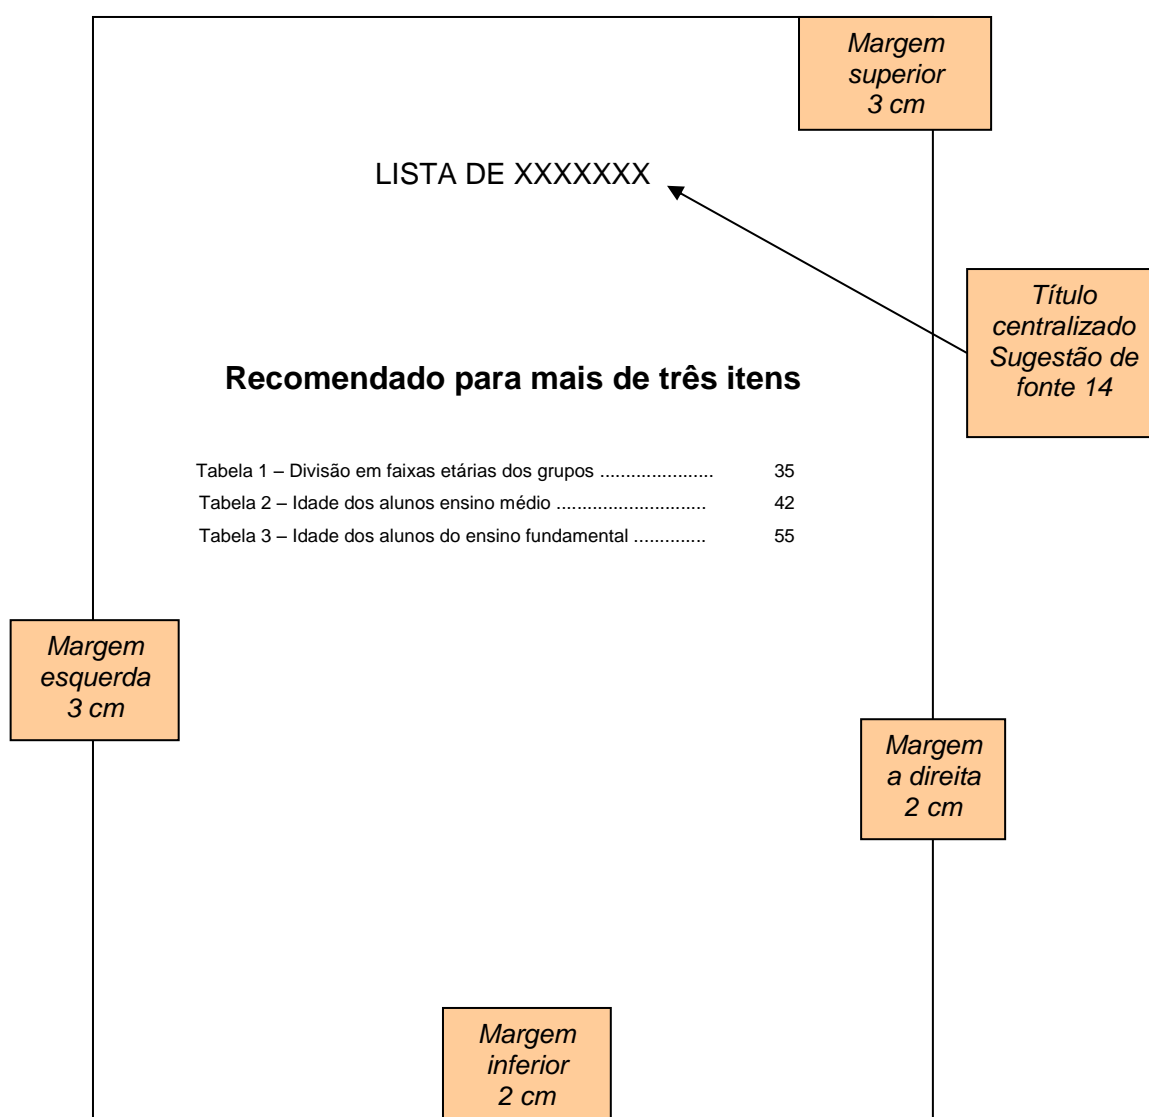 Margem
superior
3 cm
LISTA DE XXXXXXX
Título
centralizado
Sugestão de
fonte 14
Recomendado para mais de três itens
Tabela 1 – Divisão em faixas etárias dos grupos ...................... 35
Tabela 2 – Idade dos alunos ensino médio ............................. 42
Tabela 3 – Idade dos alunos do ensino fundamental .............. 55
Margem
esquerda
3 cm
Margem
a direita
2 cm
Margem
inferior
2 cm